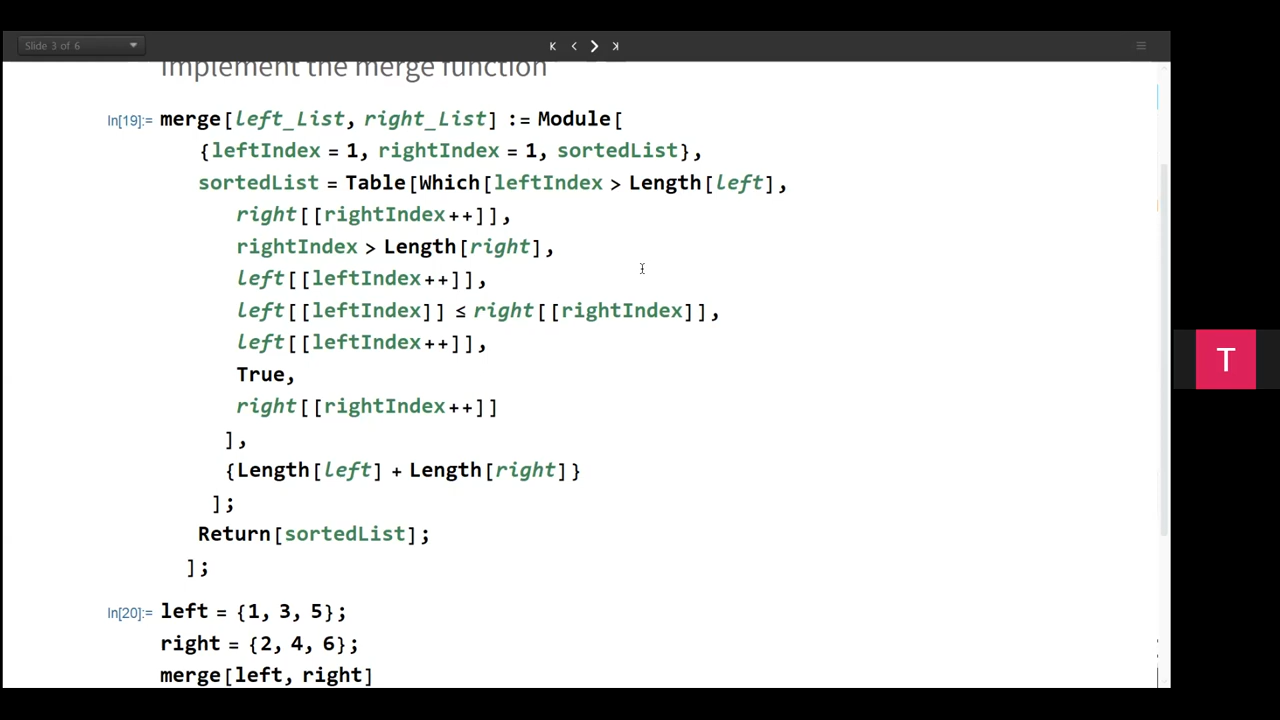 Slide 3 of 6
Implement the merge function
In[19]:= merge[left_List, right_List] := Module[
{leftIndex = 1, rightIndex = 1, sortedList},
sortedList = Table[Which[leftIndex > Length[left],
right[[rightIndex++]],
rightIndex > Length[right],
left[[leftIndex++]],
left[[leftIndex]] ≤ right[[rightIndex]],
left[[leftIndex++]],
True,
right[[rightIndex++]]
],
{Length[left] + Length[right]}
];
Return[sortedList];
];
In[20]:= left = {1, 3, 5};
right = {2, 4, 6};
merge[left, right]
T